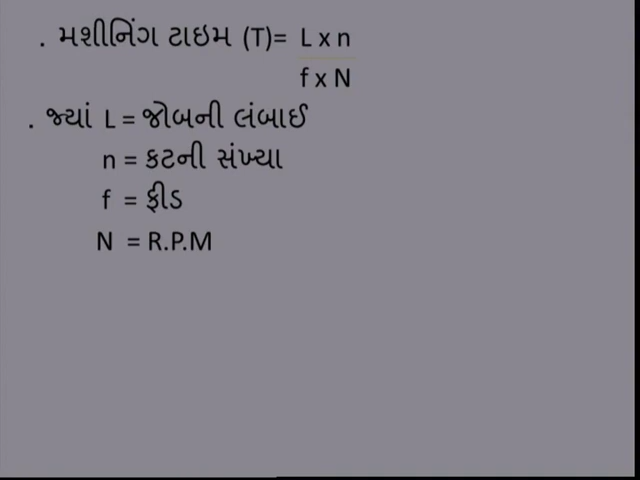 . મશીનિંગ ટાઇમ (T)= L x n
f x N
. જ્યાં L = જોબની લંબાઈ
n = કટની સંખ્યા
f = ફીડ
N = R.P.M